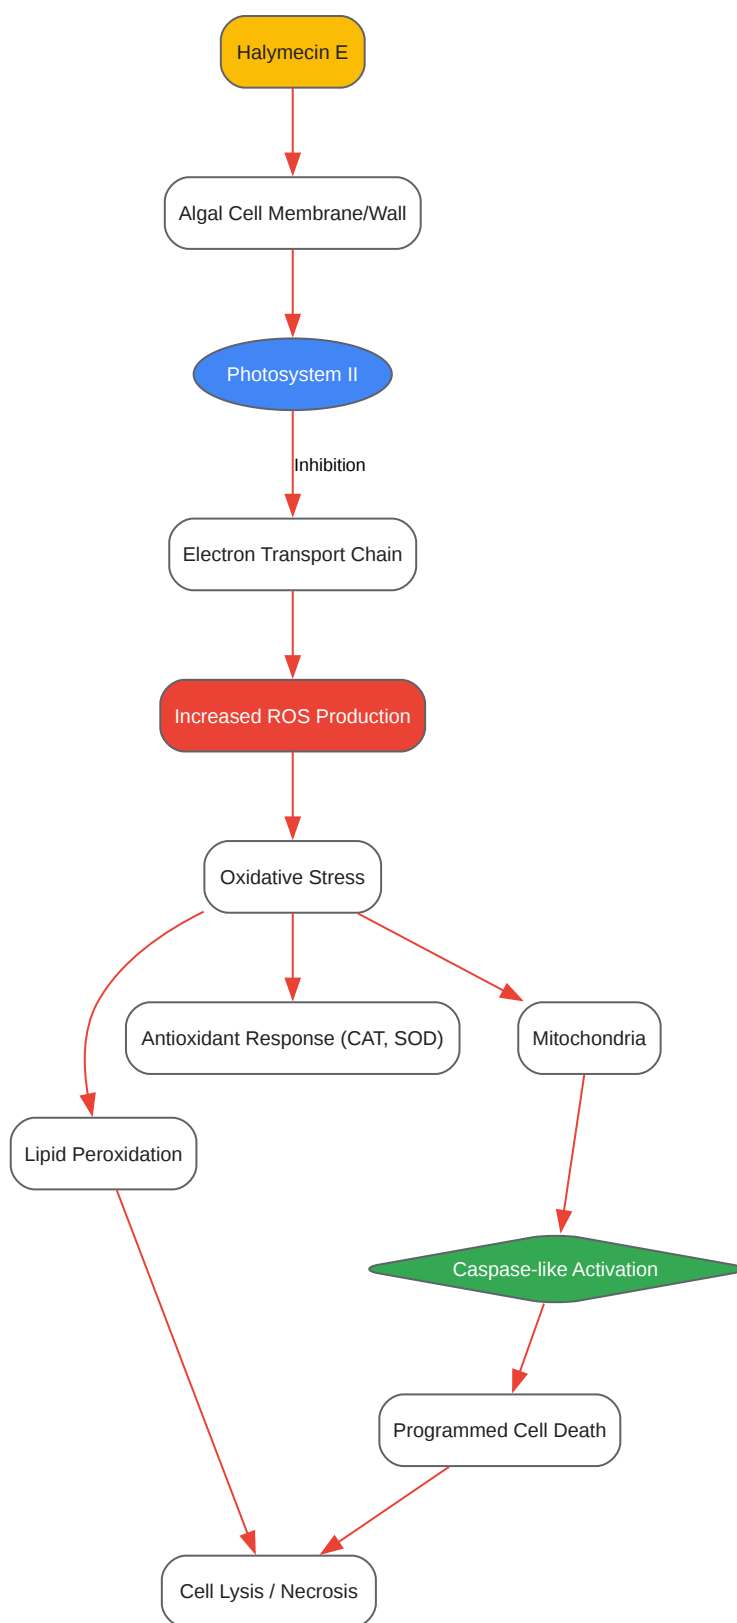 Halymecin E
Algal Cell Membrane/Wall
Photosystem II
Inhibition
Electron Transport Chain
Increased ROS Production
Oxidative Stress
Antioxidant Response (CAT, SOD)
Mitochondria
Lipid Peroxidation
Caspase-like Activation
Programmed Cell Death
Cell Lysis / Necrosis